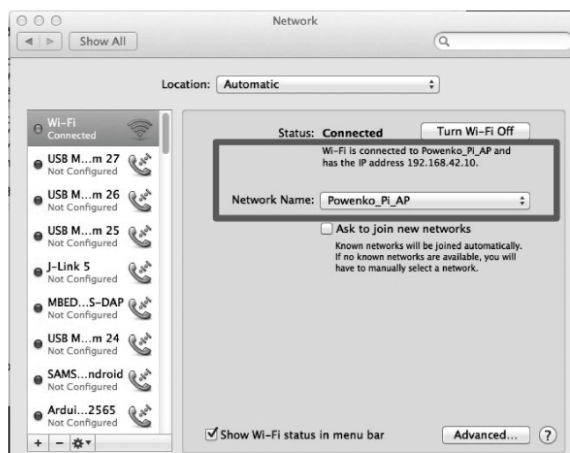 Network
Show All
Location: Automatic
Wi-Fi
Connected
USB M...m 27
Not Configured
USB M...m 26
Not Configured
USB M...m 25
Not Configured
J-Link 5
Not Configured
MBED...S-DAP
Not Configured
USB M...m 24
Not Configured
SAMS...ndroid
Not Configured
Ardui...2565
Not Configured
Status: Connected
Turn Wi-Fi Off
Wi-Fi is connected to Powenko_Pi_AP and
has the IP address 192.168.42.10.
Network Name: Powenko_Pi_AP
Ask to join new networks
Known networks will be joined automatically.
If no known networks are available, you will
have to manually select a network.
Show Wi-Fi status in menu bar
Advanced...
?